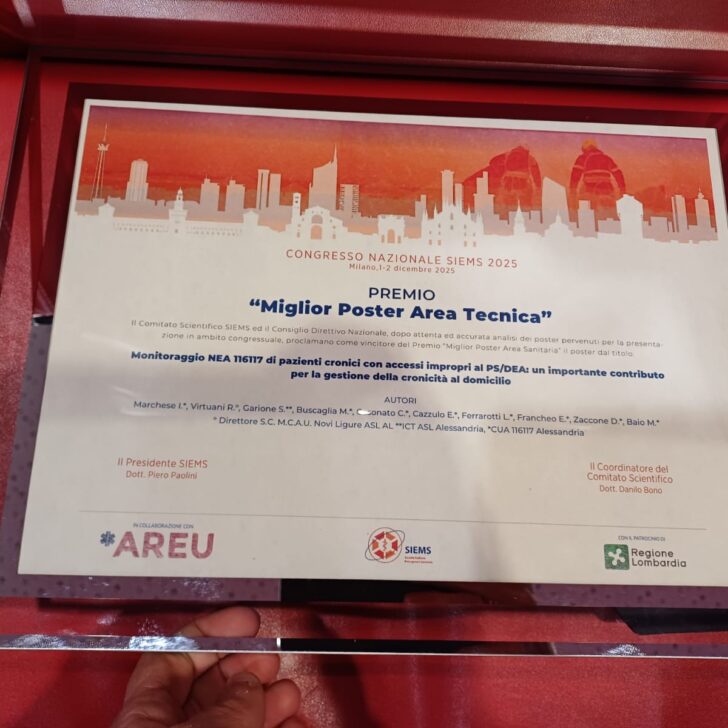 CONGRESSO NAZIONALE SIEMS 2025
Milano, 1-2 dicembre 2025
PREMIO
“Miglior Poster Area Tecnica”
Il Comitato Scientifico SIEMS ed il Consiglio Direttivo Nazionale, dopo attenta ed accurata analisi dei poster pervenuti per la presenta-
zione in ambito congressuale, proclamano come vincitore del Premio “Miglior Poster Area Sanitaria” il poster dal titolo.
Monitoraggio NEA 116117 di pazienti cronici con accessi impropri al PS/DEA: un importante contributo
per la gestione della cronicità al domicilio
AUTORI
Marchese I.*, Virtuani R.°, Garione S.**, Buscaglia M.*, C.*, Cazzulo E.*, Ferrarotti L.*, Francheo E.*, Zaccone D.*, Baio M.*
° Direttore S.C. M.C.A.U. Novi Ligure ASL AL **ICT ASL Alessandria, *CUA 116117 Alessandria
Il Presidente SIEMS
Dott. Piero Paolini
Il Coordinatore del
Comitato Scientifico
Dott. Danilo Bono
IN COLLABORAZIONE CON
AREU
SIEMS
CON IL PATROCINIO DI
Regione
Lombardia